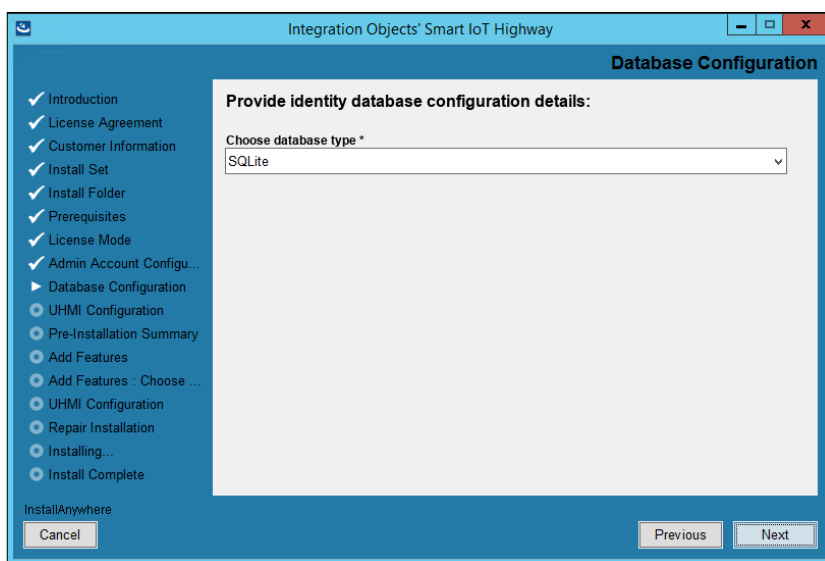 Integration Objects' Smart IoT Highway
Database Configuration
Introduction
License Agreement
Customer Information
Install Set
Install Folder
Prerequisites
License Mode
Admin Account Configu...
Database Configuration
UHMI Configuration
Pre-Installation Summary
Add Features
Add Features : Choose ...
UHMI Configuration
Repair Installation
Installing...
Install Complete
Provide identity database configuration details:
Choose database type *
SQLite
InstallAnywhere
Cancel
Previous
Next